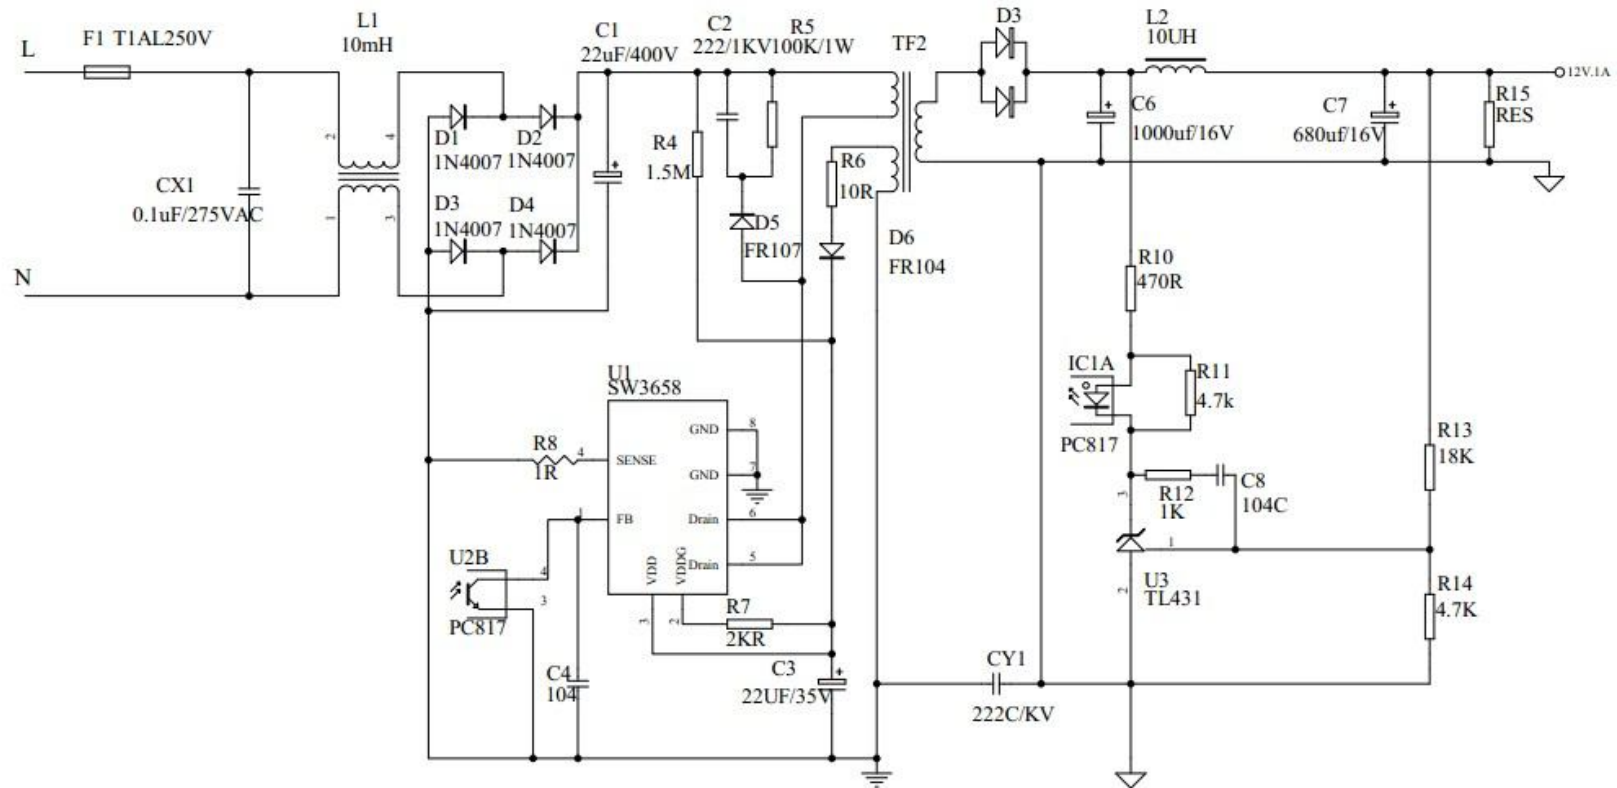 L
F1 T1AL250V
L1
10mH
C1
22uF/400V
C2
222/1KV
R5
100K/1W
TF2
D3
L2
10UH
12V.1A
CX1
0.1uF/275VAC
2
4
1
3
N
D1
1N4007
D2
1N4007
D3
1N4007
D4
1N4007
R4
1.5M
D5
FR107
R6
10R
D6
FR104
C6
1000uf/16V
C7
680uf/16V
R15
RES
R10
470R
IC1A
PC817
R11
4.7k
R12
1K
C8
104C
R13
18K
R14
4.7K
3
1
2
U3
TL431
U1
SW3658
GND 8
GND 7
Drain 6
Drain 5
4 SENSE
1 FB
VDD
VDDG
3
2
R8
1R
U2B
PC817
4
3
C4
104
R7
2KR
C3
22UF/35V
CY1
222C/KV